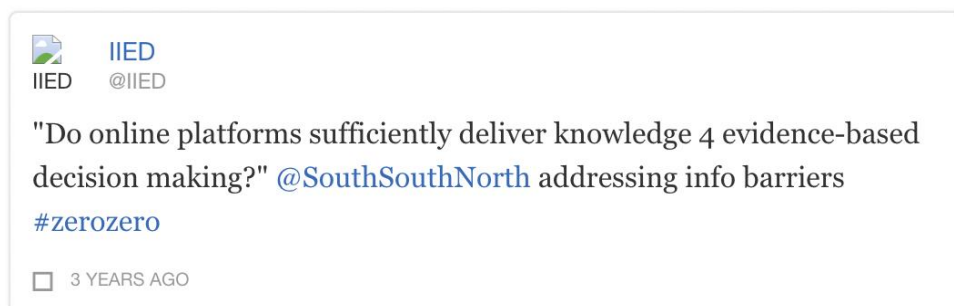 IIED
IIED @IIED
"Do online platforms sufficiently deliver knowledge 4 evidence-based
decision making?" @SouthSouthNorth addressing info barriers
#zerozero
3 YEARS AGO